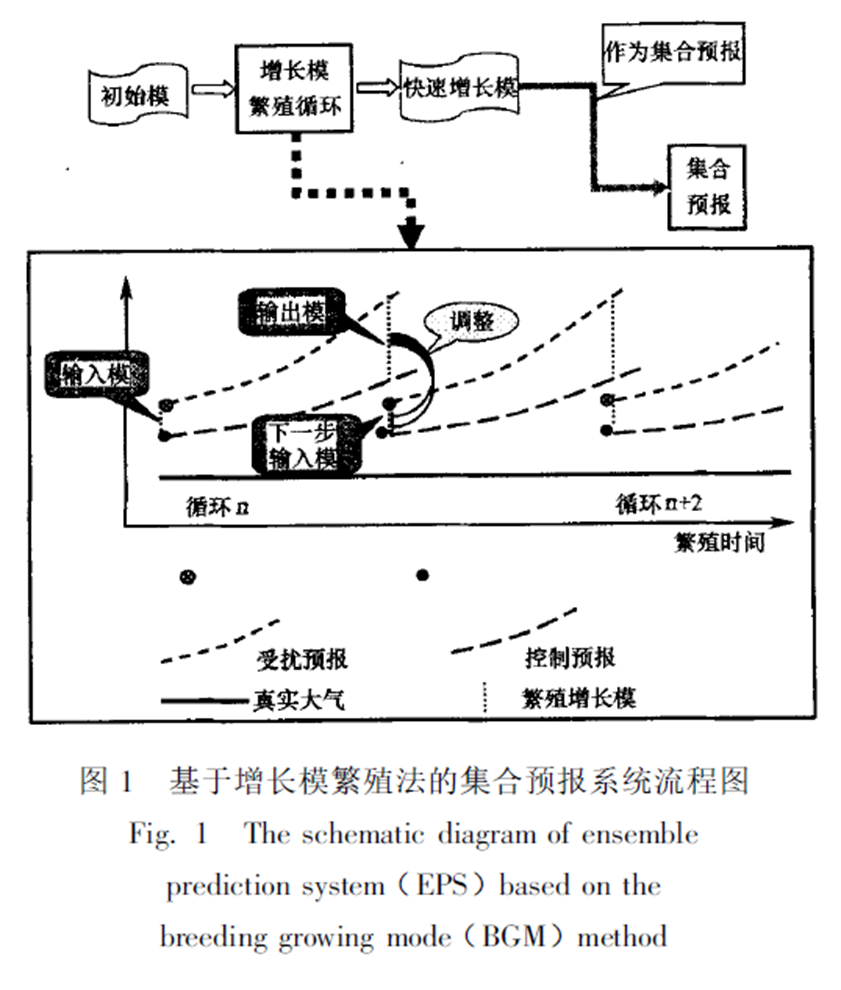 作为集合预报
初始模
增长模
繁殖循环
快速增长模
集合
预报
输出模
调整
输入模
下一步
输入模
循环 n
循环 n+2
繁殖时间
受扰预报
控制预报
真实大气
繁殖增长模
图 1 基于增长模繁殖法的集合预报系统流程图
Fig. 1 The schematic diagram of ensemble
prediction system（EPS）based on the
breeding growing mode（BGM）method